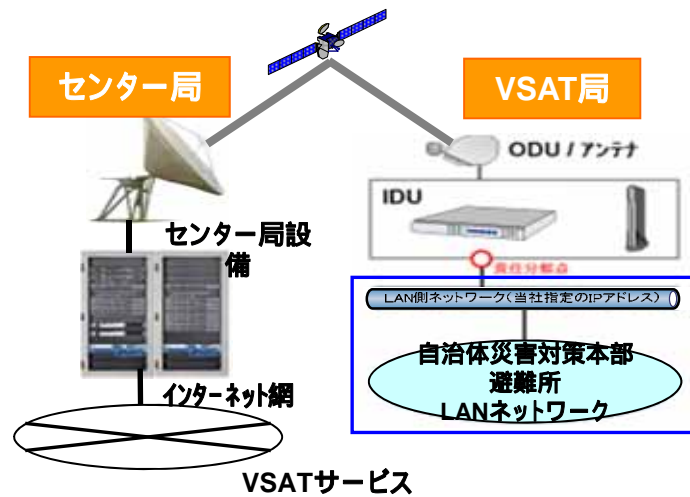 センター局
VSAT局
ODU / アンテナ
IDU
センター局設
備
責任分解点
LAN側ネットワーク(当社指定のIPアドレス)
自治体災害対策本部
避難所
LANネットワーク
インターネット網
VSATサービス